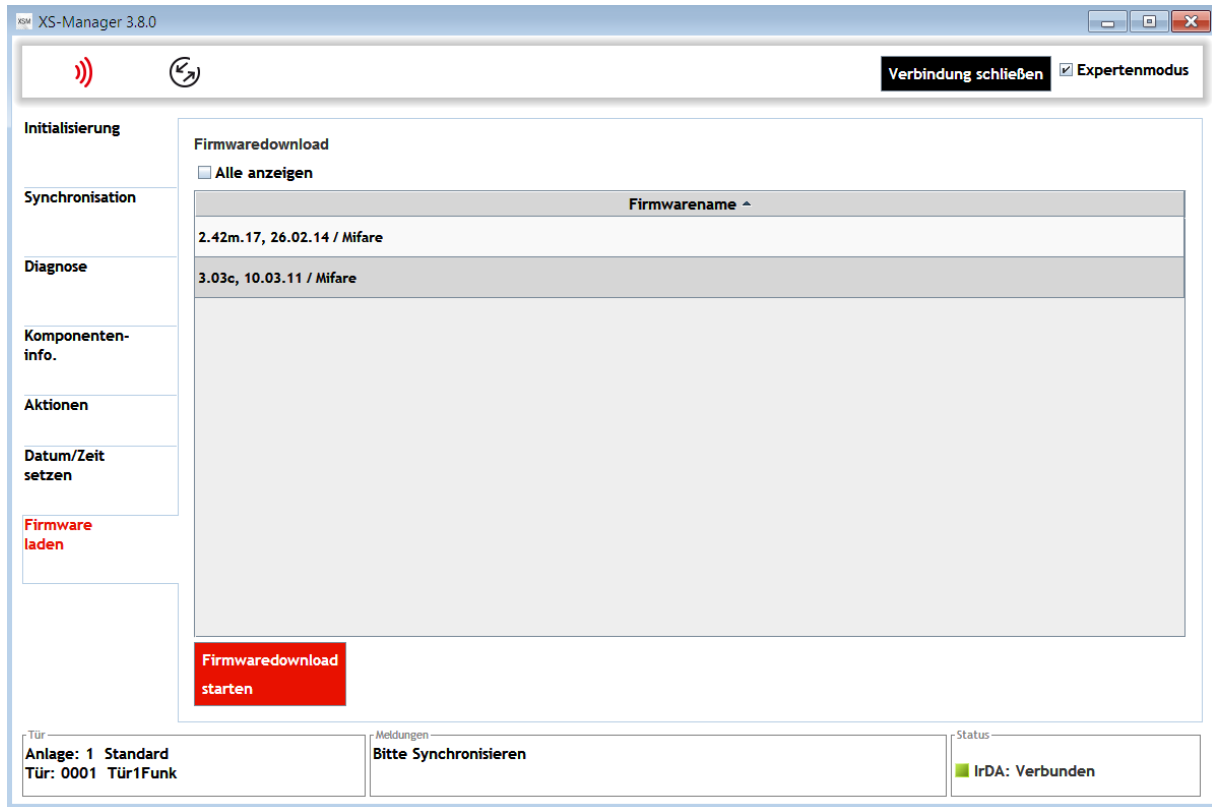 XSM XS-Manager 3.8.0
Verbindung schließen Expertenmodus
Initialisierung
Synchronisation
Diagnose
Komponenten-
info.
Aktionen
Datum/Zeit
setzen
Firmware
laden
Firmwaredownload
Alle anzeigen
Firmwarename
2.42m.17, 26.02.14 / Mifare
3.03c, 10.03.11 / Mifare
Firmwaredownload
starten
Tür
Anlage: 1 Standard
Tür: 0001 Tür1Funk
Meldungen
Bitte Synchronisieren
Status
IrDA: Verbunden